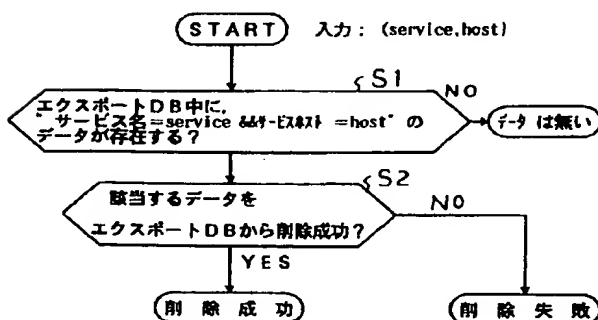 START 入力: (service,host)
S1
NO
エクスポートDB中に,
"サービス名=service &&サービスホスト =host" の
データが存在する?
データ は無い
S2
該当するデータを
エクスポートDBから削除成功?
NO
YES
削除成功
削除失敗